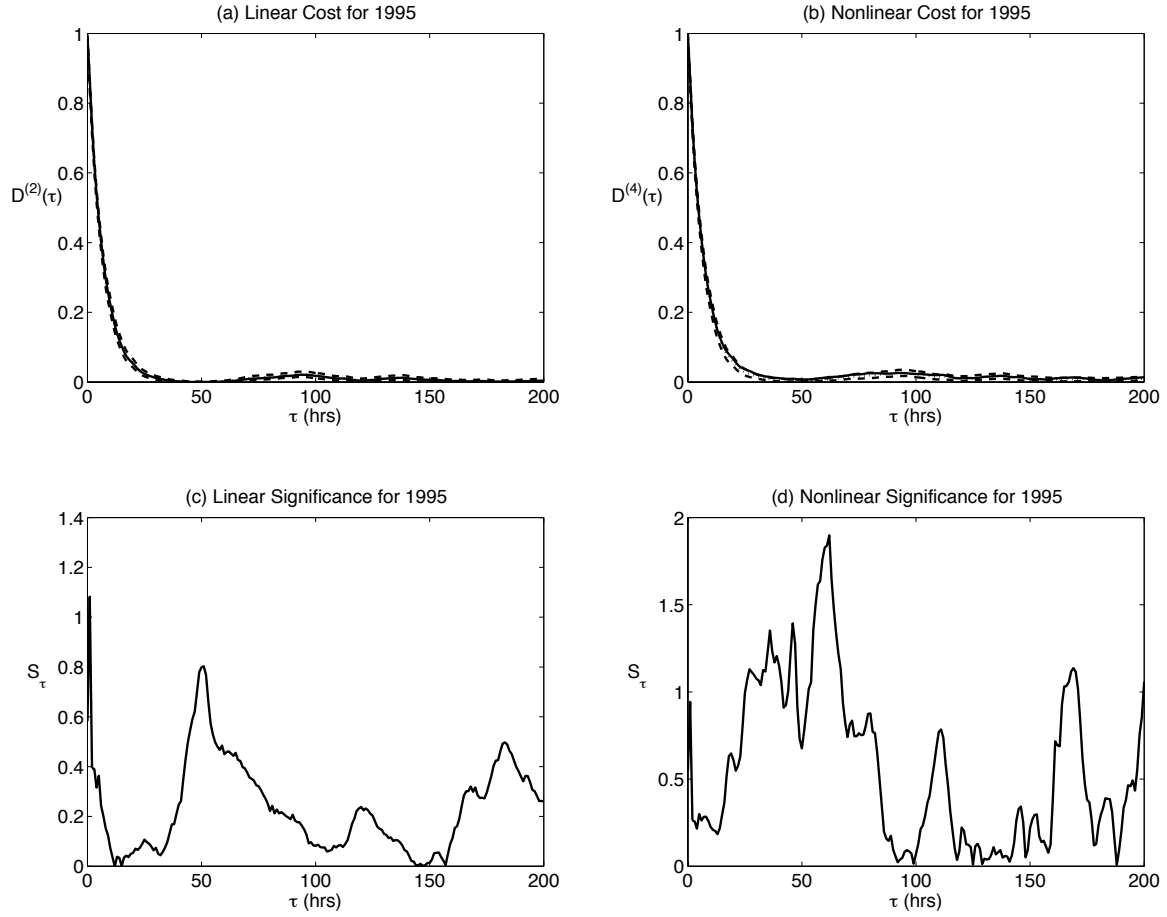 (a) Linear Cost for 1995
1
0.8
0.6
D(2)(τ)
0.4
0.2
0
0 50 100 150 200
τ (hrs)
(b) Nonlinear Cost for 1995
1
0.8
0.6
D(4)(τ)
0.4
0.2
0
0 50 100 150 200
τ (hrs)
(c) Linear Significance for 1995
1.4
1.2
1
0.8
Sτ
0.6
0.4
0.2
0
0 50 100 150 200
τ (hrs)
(d) Nonlinear Significance for 1995
2
1.5
Sτ
1
0.5
0
0 50 100 150 200
τ (hrs)